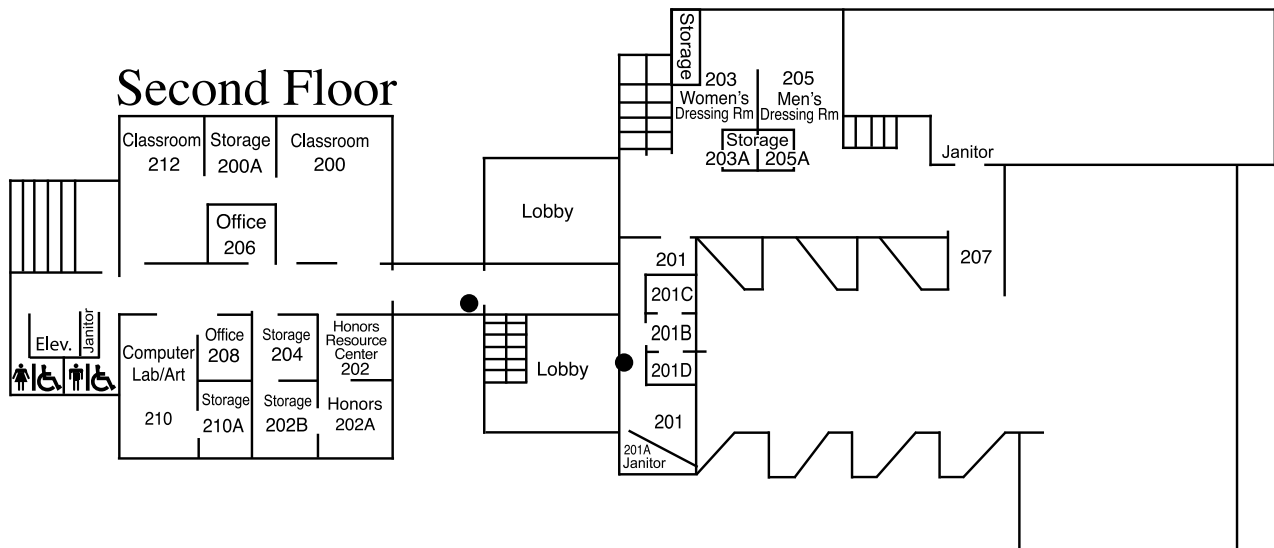 Second Floor
Classroom
212
Storage
200A
Classroom
200
Office
206
Elev.
Janitor
Computer
Lab/Art
210
Office
208
Storage
210A
Storage
204
Storage
202B
Honors
Resource
Center
202
Honors
202A
Lobby
Lobby
Storage
203
Women's
Dressing Rm
205
Men's
Dressing Rm
Storage
203A
205A
Janitor
201
201C
201B
201D
201
201A
Janitor
207